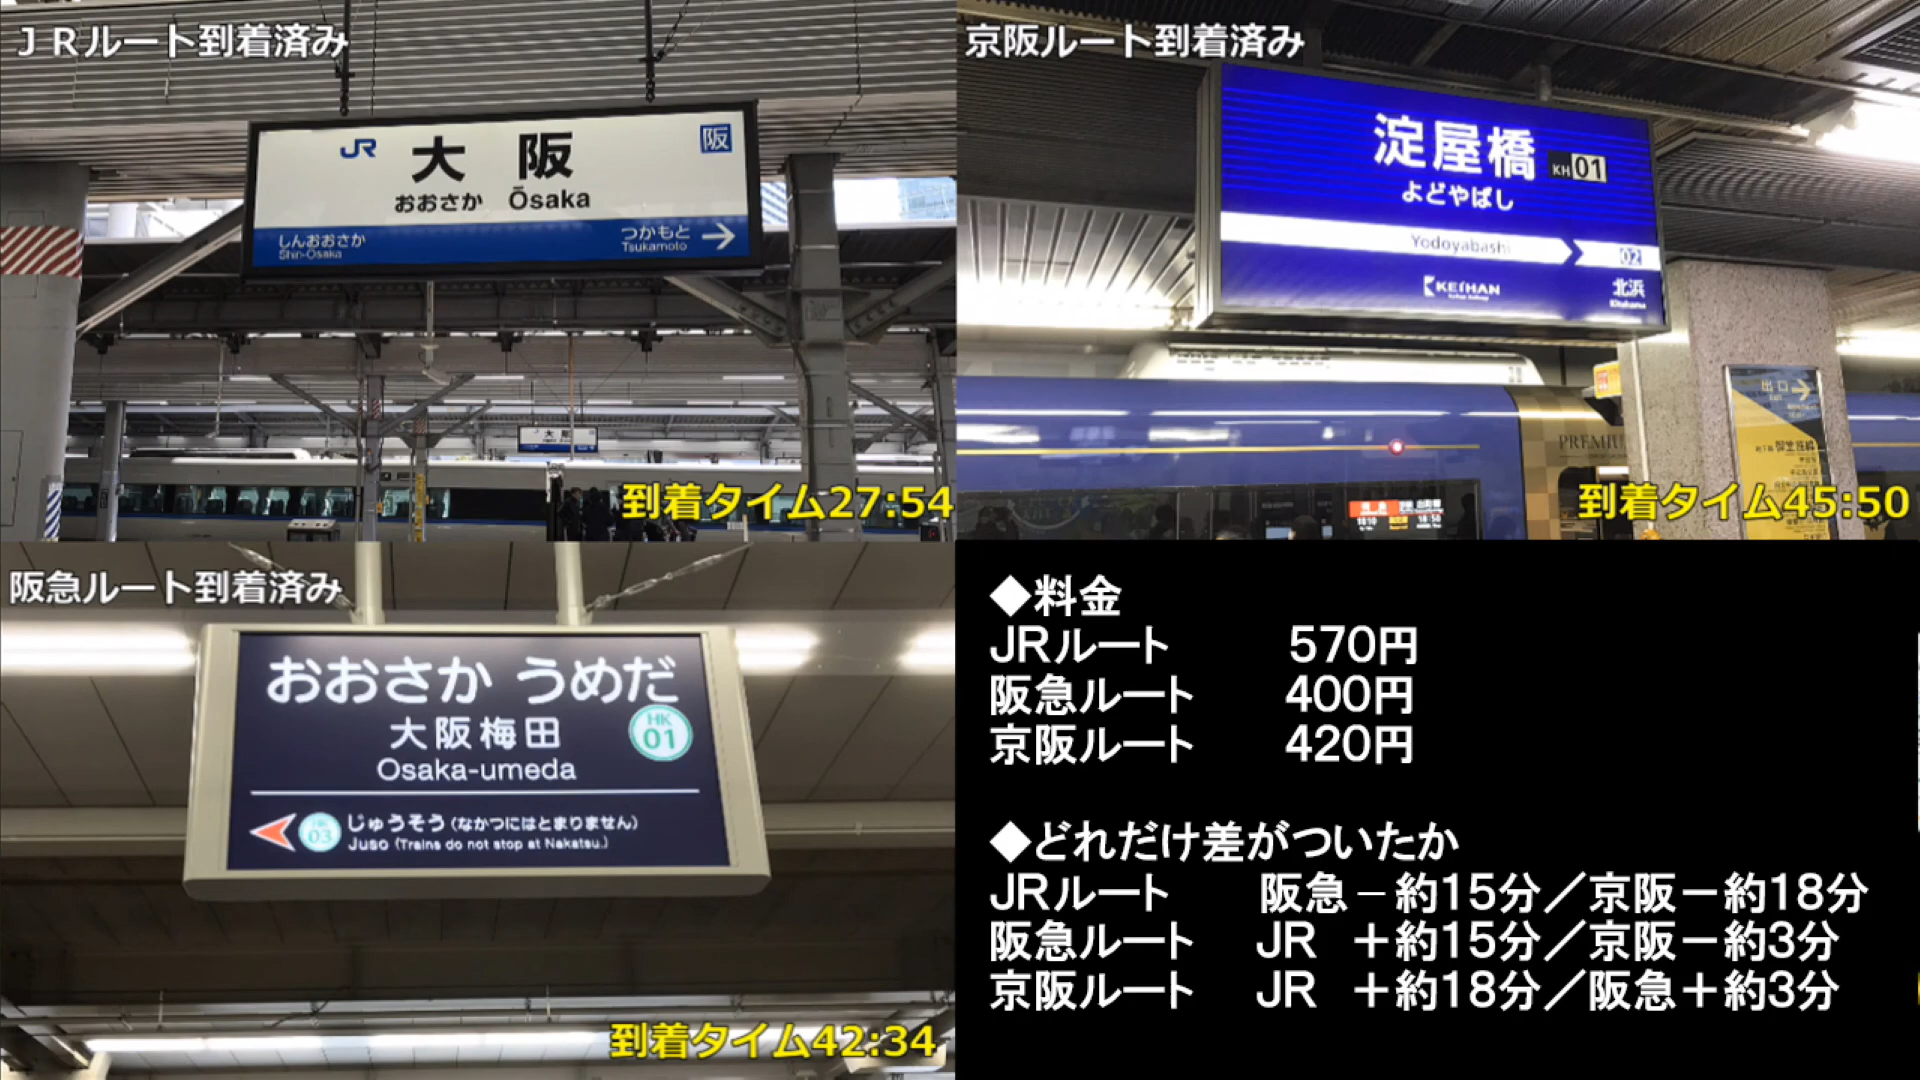 JRルート到着済み
JR 大阪 阪
おおさか Ōsaka
しんおおさか
Shin-Osaka
つかもと
Tsukamoto
大阪
到着タイム27:54
京阪ルート到着済み
淀屋橋 KH 01
よどやばし
Yodoyabashi
02
KEIHAN
Keihan Railway
北浜
Kitahama
出口
PREMIUM
到着タイム45:50
阪急ルート到着済み
おおさか うめだ
大阪梅田
HK
01
Osaka-umeda
03
じゅうそう(なかつにはとまりません)
Juso (Trains do not stop at Nakatsu.)
到着タイム42:34
◆料金
JRルート 570円
阪急ルート 400円
京阪ルート 420円
◆どれだけ差がついたか
JRルート 阪急－約15分／京阪－約18分
阪急ルート JR ＋約15分／京阪－約3分
京阪ルート JR ＋約18分／阪急＋約3分